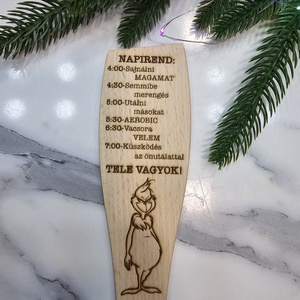 NAPIREND:
4:00-Sajnálni
MAGAMAT
4:30-Semmibe
merengés
5:00-Utálni
másokat
5:30-AEROBIC
6:30-Vacsora
VELEM
7:00-Küszködés
az önutálattal
TELE VAGYOK!